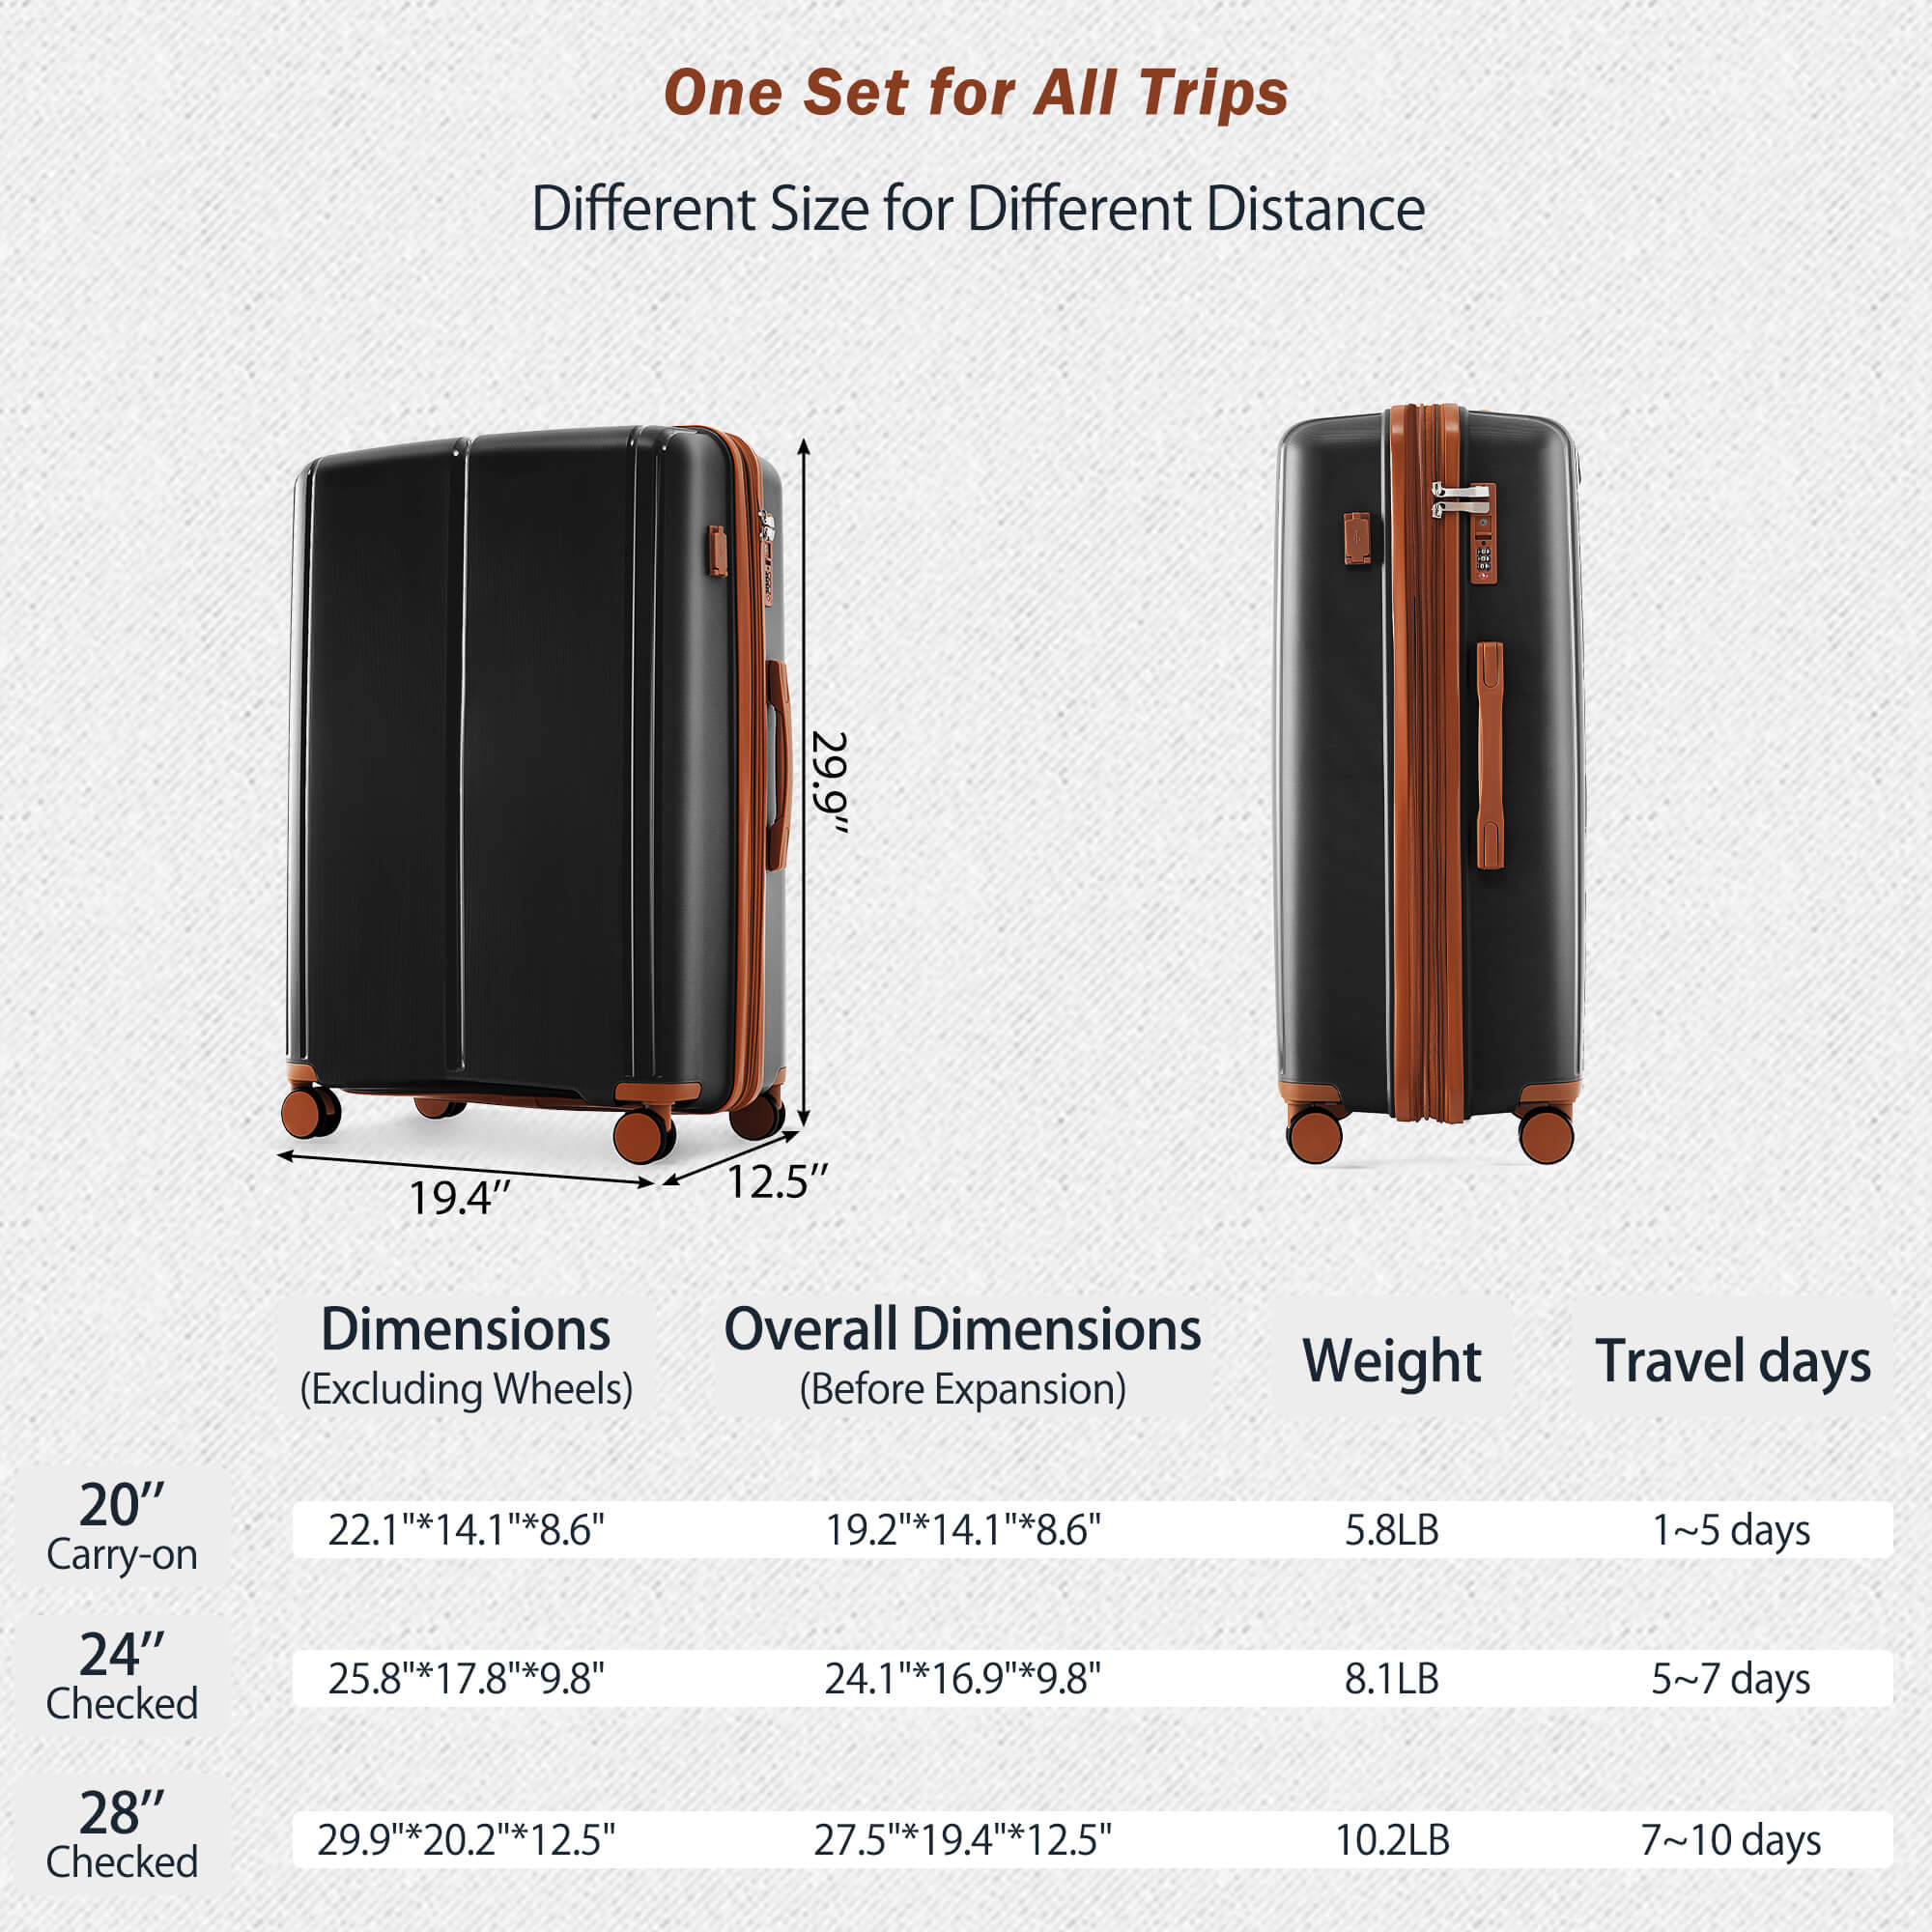 One Set for All Trips
Different Size for Different Distance
29.9’’
19.4’’
12.5’’
Dimensions
(Excluding Wheels)
Overall Dimensions
(Before Expansion)
Weight
Travel days
20’’
Carry-on
22.1"*14.1"*8.6"
19.2"*14.1"*8.6"
5.8LB
1~5 days
24’’
Checked
25.8"*17.8"*9.8"
24.1"*16.9"*9.8"
8.1LB
5~7 days
28’’
Checked
29.9"*20.2"*12.5"
27.5"*19.4"*12.5"
10.2LB
7~10 days